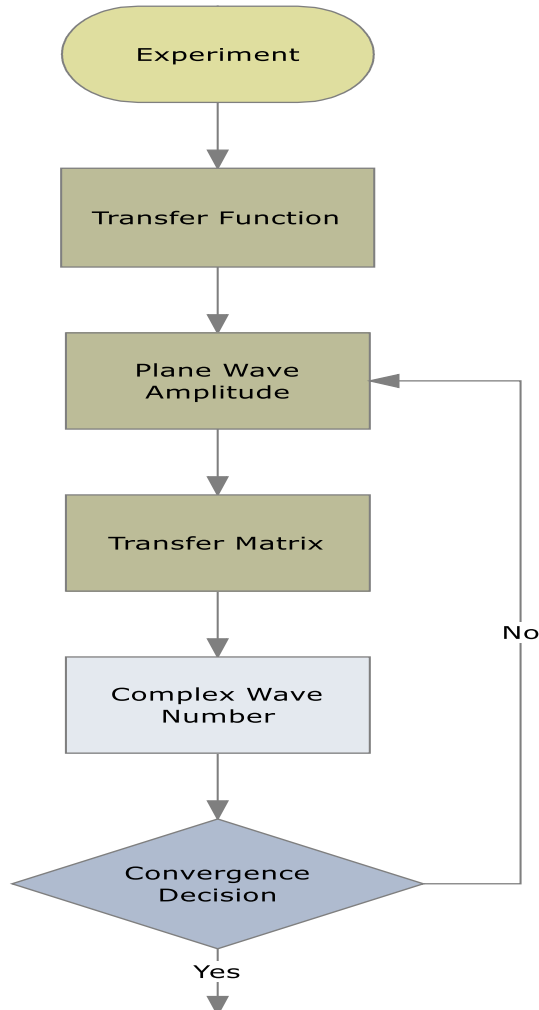 Experiment
Transfer Function
Plane Wave
Amplitude
Transfer Matrix
No
Complex Wave
Number
Convergence
Decision
Yes